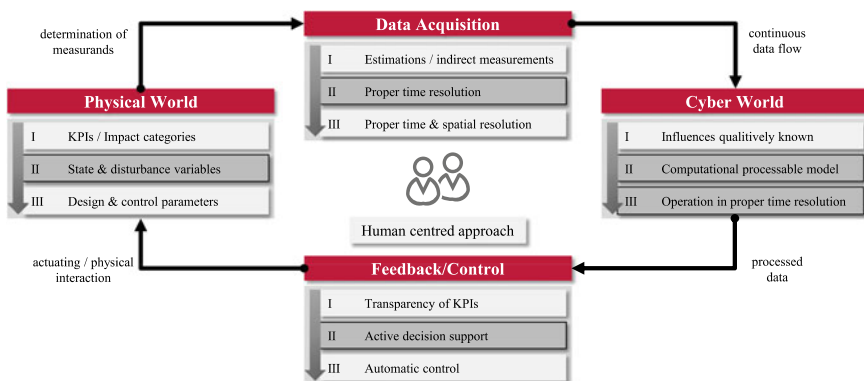 Data Acquisition
determination of
measurands
continuous
data flow
I Estimations / indirect measurements
II Proper time resolution
III Proper time & spatial resolution
Physical World
I KPIs / Impact categories
II State & disturbance variables
III Design & control parameters
Cyber World
I Influences qualitively known
II Computational processable model
III Operation in proper time resolution
Human centred approach
actuating / physical
interaction
Feedback/Control
processed
data
I Transparency of KPIs
II Active decision support
III Automatic control